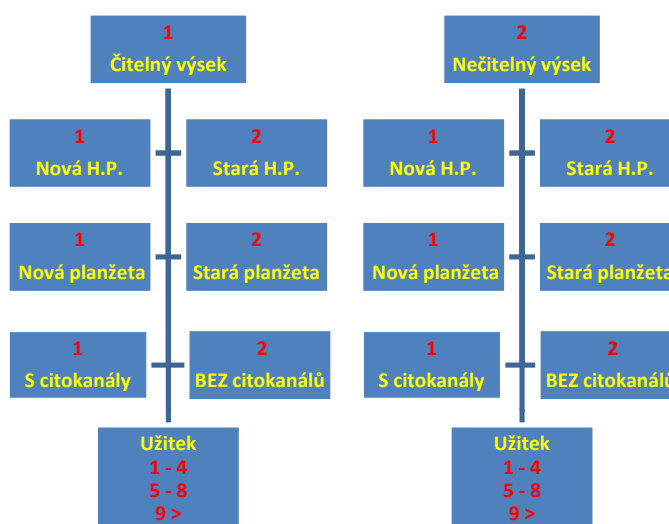 1
Čitelný výsek
2
Nečitelný výsek
1
Nová H.P.
2
Stará H.P.
1
Nová H.P.
2
Stará H.P.
1
Nová planžeta
2
Stará planžeta
1
Nová planžeta
2
Stará planžeta
1
S citokanály
2
BEZ citokanálů
1
S citokanály
2
BEZ citokanálů
Užitek
1 - 4
5 - 8
9 >
Užitek
1 - 4
5 - 8
9 >